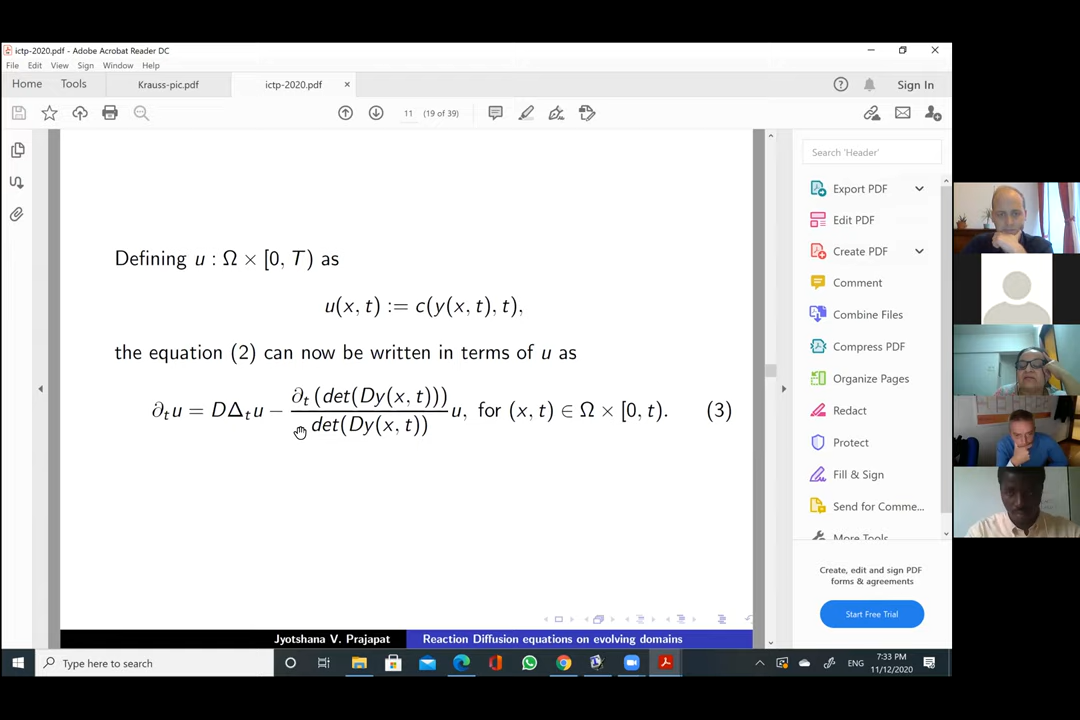 ictp-2020.pdf - Adobe Acrobat Reader DC
File Edit View Sign Window Help
Home Tools Krauss-pic.pdf ictp-2020.pdf × Sign In
11 (19 of 39)
Search 'Header'
Export PDF
Edit PDF
Create PDF
Comment
Combine Files
Compress PDF
Organize Pages
Redact
Protect
Fill & Sign
Send for Comme...
More Tools
Create, edit and sign PDF
forms & agreements
Start Free Trial
Defining u : Ω × [0, T) as
u(x, t) := c(y(x, t), t),
the equation (2) can now be written in terms of u as
∂ₜu = DΔₜu − ∂ₜ(det(Dy(x, t)))/det(Dy(x, t)) u, for (x, t) ∈ Ω × [0, t). (3)
Jyotshana V. Prajapat Reaction Diffusion equations on evolving domains
Type here to search
ENG
7:33 PM
11/12/2020